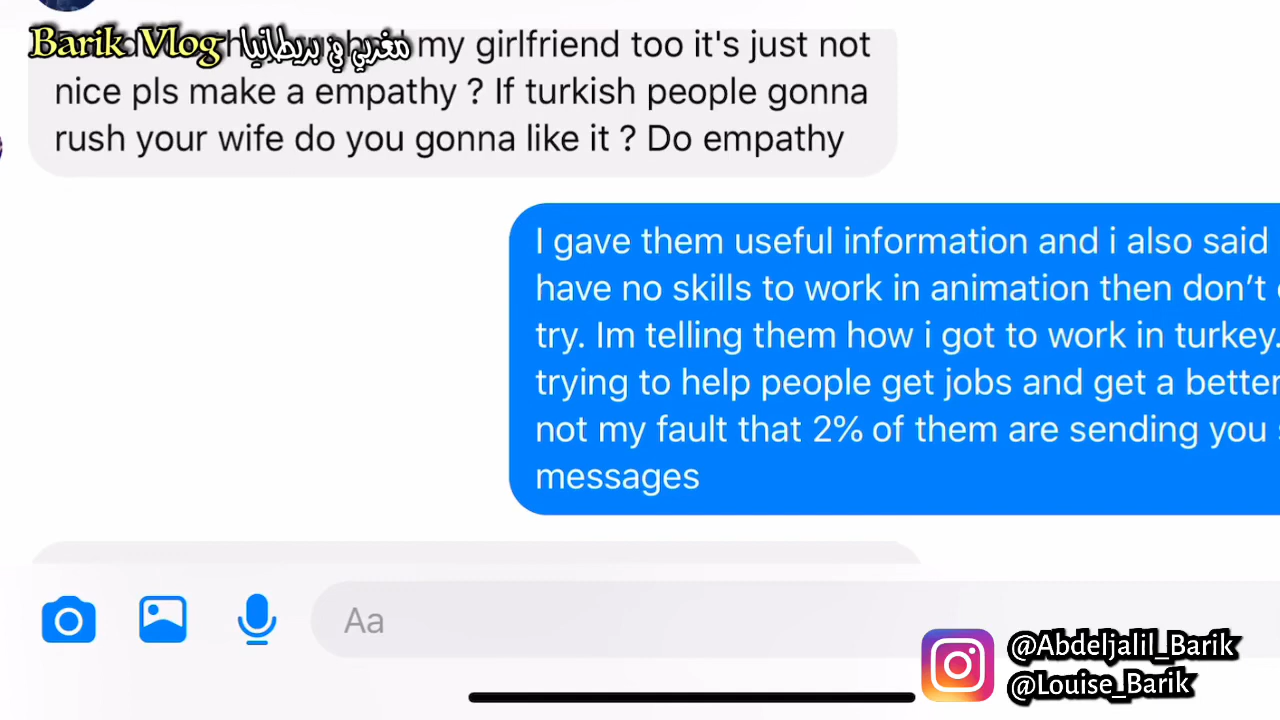 Barik Vlog مغربي في بريطانيا
my girlfriend too it's just not
nice pls make a empathy ? If turkish people gonna
rush your wife do you gonna like it ? Do empathy
I gave them useful information and i also said
have no skills to work in animation then don't
try. Im telling them how i got to work in turkey.
trying to help people get jobs and get a better
not my fault that 2% of them are sending you
messages
Aa
@Abdeljalil_Barik
@Louise_Barik